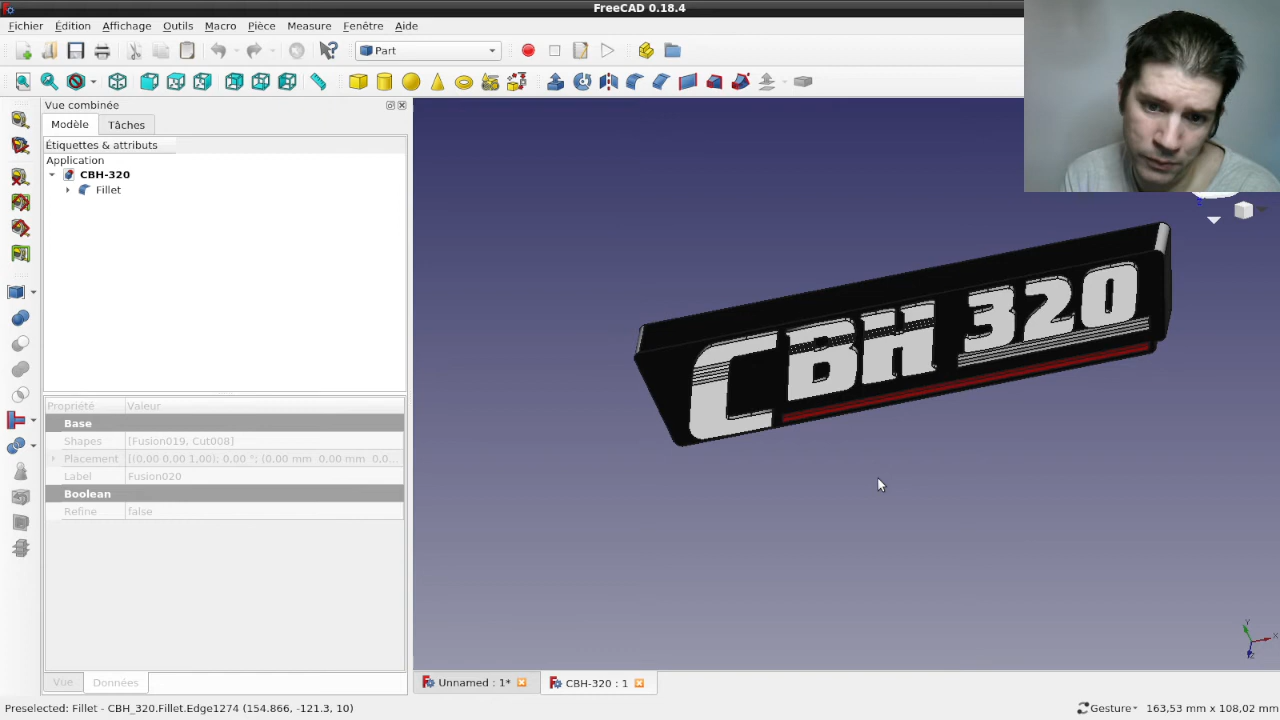 FreeCAD 0.18.4
Fichier Édition Affichage Outils Macro Pièce Measure Fenêtre Aide
Part
Vue combinée
Modèle Tâches
Étiquettes & attributs
Application
CBH-320
Fillet
Propriété Valeur
Base
Shapes [Fusion019, Cut008]
Placement [(0,00 0,00 1,00); 0,00 °; (0,00 mm 0,00 mm 0,0...
Label Fusion020
Boolean
Refine false
Vue Données
CBH 320
Y
X
Z
Unnamed : 1* CBH-320 : 1
Preselected: Fillet - CBH_320.Fillet.Edge1274 (154.866, -121.3, 10) Gesture 163,53 mm x 108,02 mm